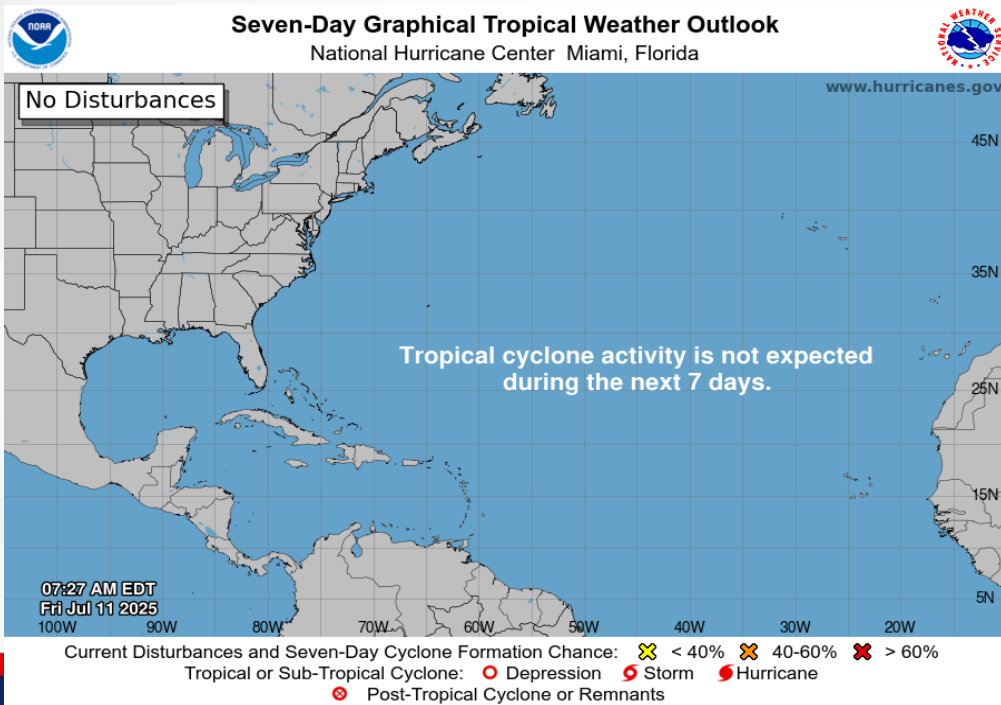 NOAA
Seven-Day Graphical Tropical Weather Outlook
National Hurricane Center Miami, Florida
NATIONAL WEATHER SERVICE
No Disturbances
www.hurricanes.gov
45N
35N
Tropical cyclone activity is not expected
during the next 7 days.
25N
15N
07:27 AM EDT
Fri Jul 11 2025
5N
100W 90W 80W 70W 60W 50W 40W 30W 20W
Current Disturbances and Seven-Day Cyclone Formation Chance: < 40% 40-60% > 60%
Tropical or Sub-Tropical Cyclone: Depression Storm Hurricane
Post-Tropical Cyclone or Remnants